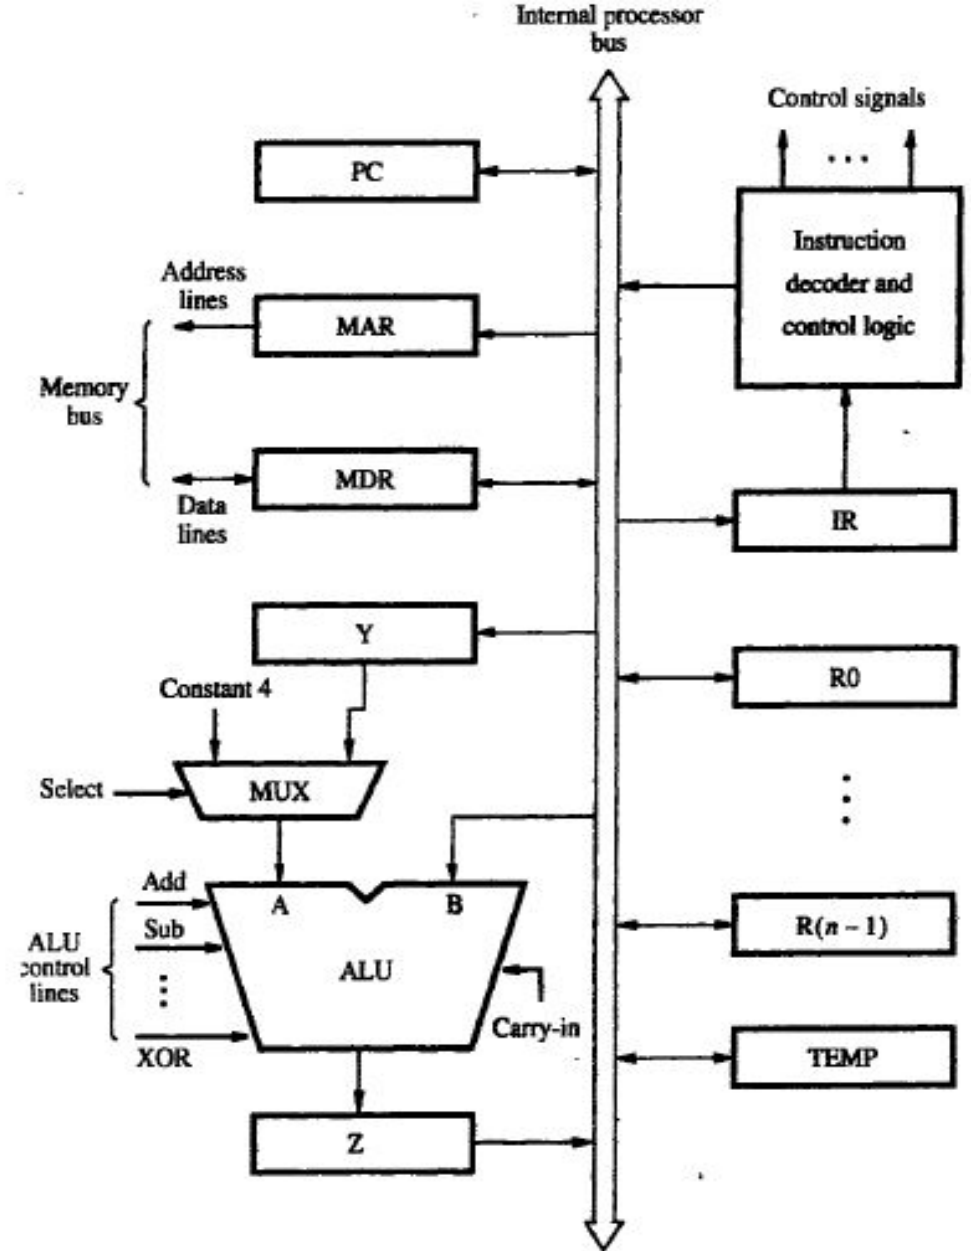 Internal processor
bus
Control signals
...
PC
Instruction
decoder and
control logic
Address
lines
MAR
Memory
bus
MDR
Data
lines
IR
Y
Constant 4
R0
Select
MUX
Add
A
B
R(n – 1)
Sub
ALU
control
lines
ALU
Carry-in
XOR
TEMP
Z